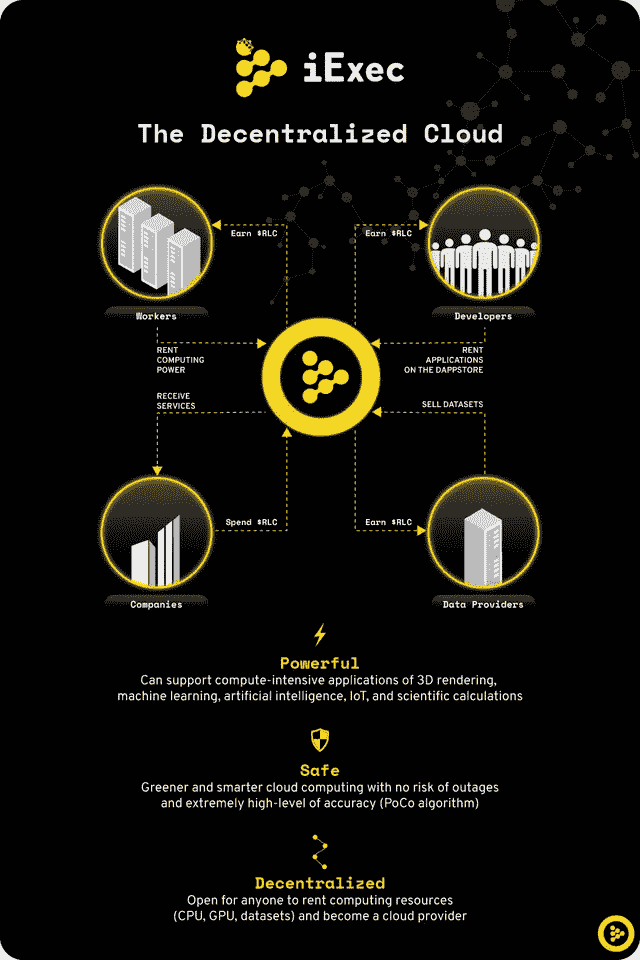 iExec
The Decentralized Cloud
Earn $RLC
Earn $RLC
Workers
Developers
RENT
COMPUTING
POWER
RENT
APPLICATIONS
ON THE DAPPSTORE
RECEIVE
SERVICES
SELL DATASETS
Spend $RLC
Earn $RLC
Companies
Data Providers
Powerful
Can support compute-intensive applications of 3D rendering,
machine learning, artificial intelligence, IoT, and scientific calculations
Safe
Greener and smarter cloud computing with no risk of outages
and extremely high-level of accuracy (PoCo algorithm)
Decentralized
Open for anyone to rent computing resources
(CPU, GPU, datasets) and become a cloud provider